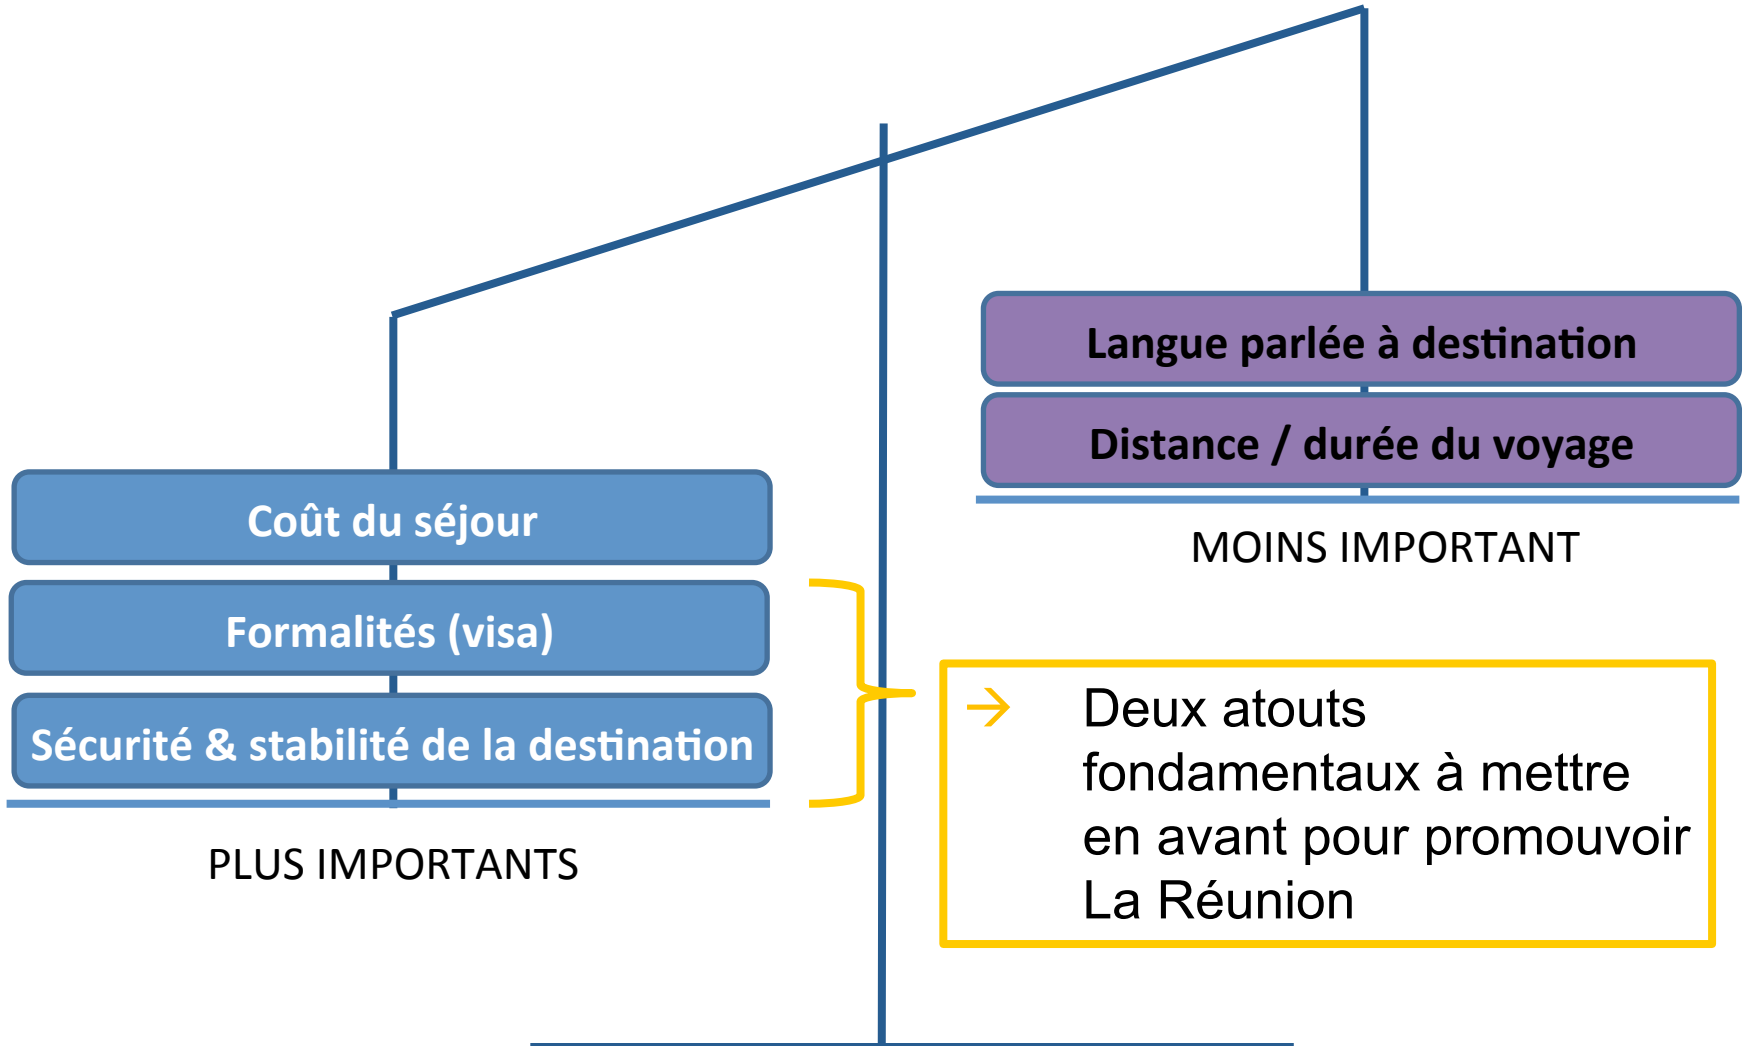 Langue parlée à destination
Distance / durée du voyage
MOINS IMPORTANT
Coût du séjour
Formalités (visa)
Sécurité & stabilité de la destination
PLUS IMPORTANTS
→ Deux atouts
fondamentaux à mettre
en avant pour promouvoir
La Réunion